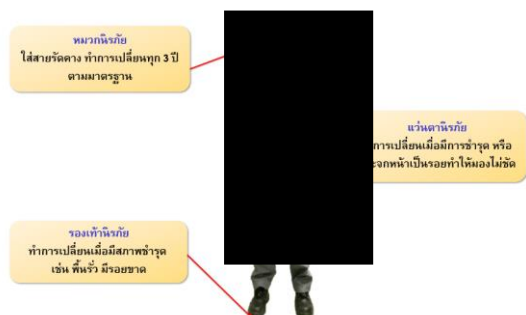 หมวกนิรภัย
ใส่สายรัดคาง ทำการเปลี่ยนทุก 3 ปี
ตามมาตรฐาน
แว่นตานิรภัย
การเปลี่ยนเมื่อมีการชำรุด หรือ
หน้าเป็นรอยทำให้มองไม่ชัด
รองเท้านิรภัย
ทำการเปลี่ยนเมื่อมีสภาพชำรุด
เช่น พื้นรั่ว มีรอยขาด